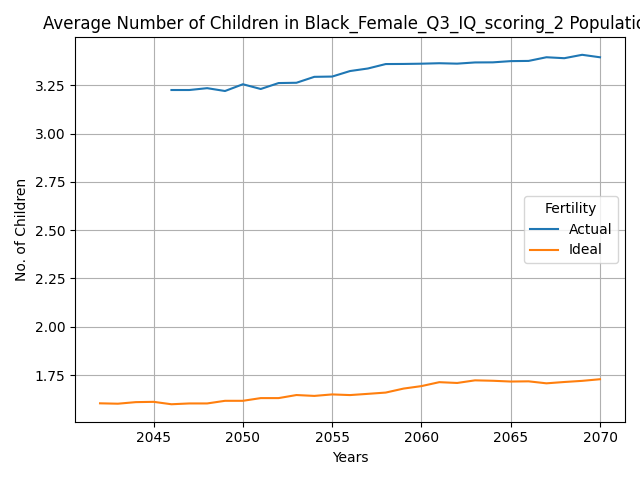 Average Number of Children in Black_Female_Q3_IQ_scoring_2 Populatio
3.25
3.00
2.75
2.50
2.25
2.00
1.75
No. of Children
Fertility
Actual
Ideal
2045 2050 2055 2060 2065 2070
Years